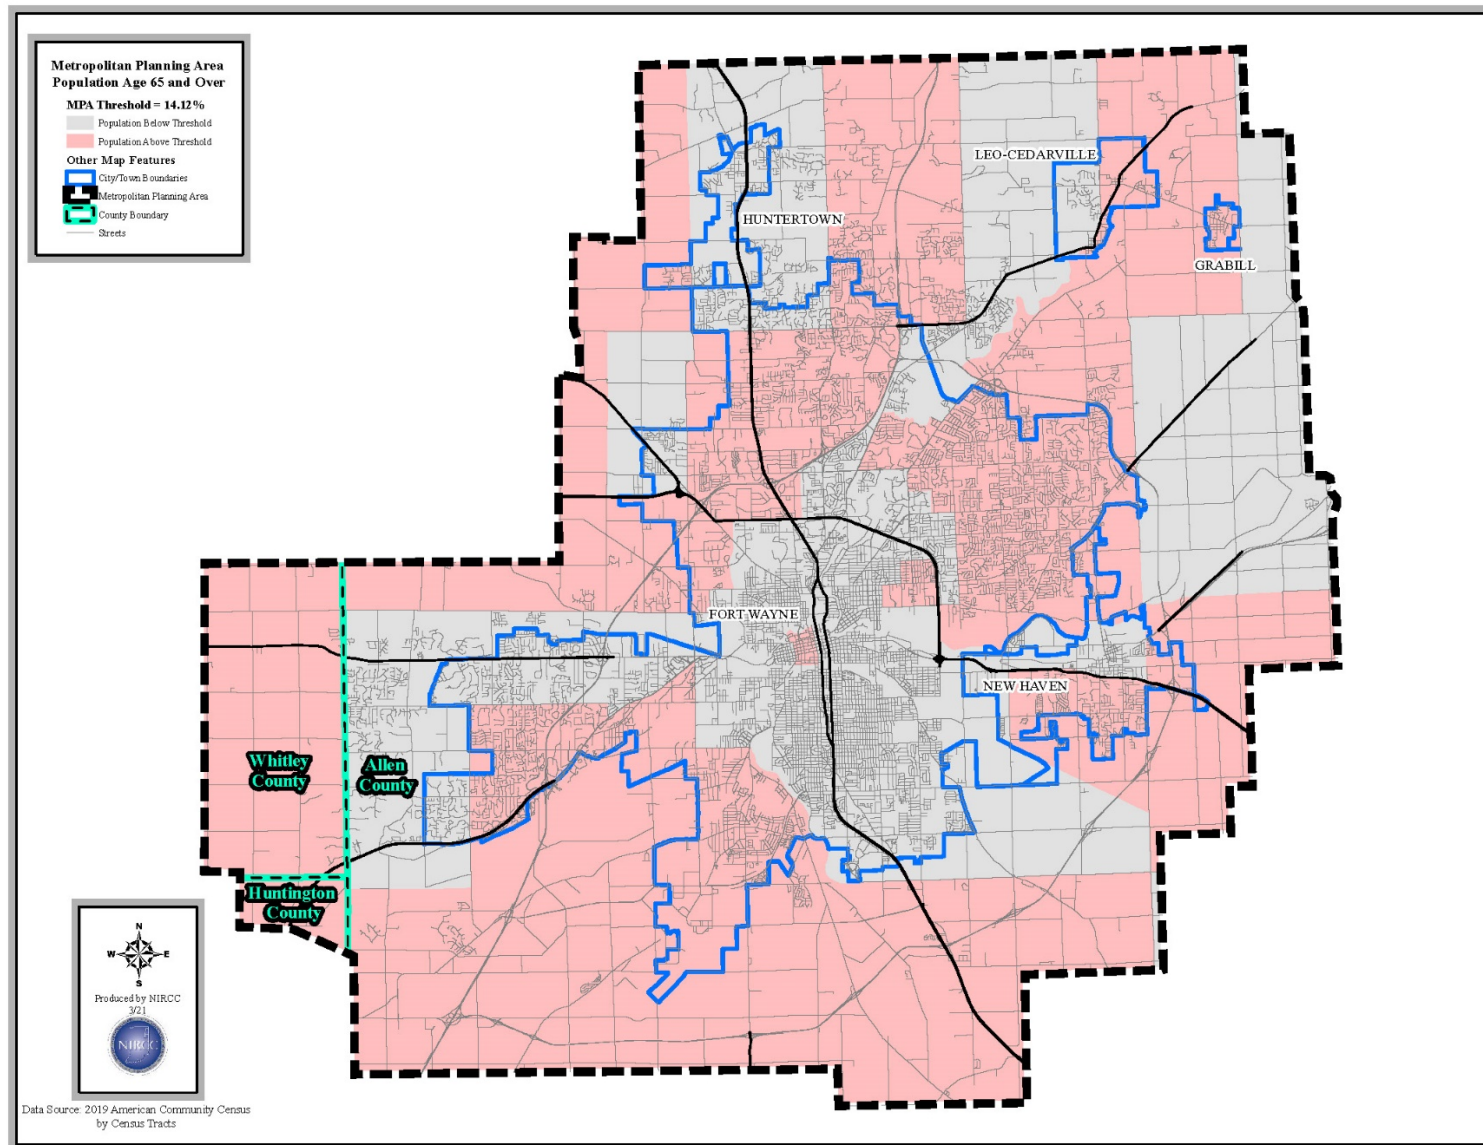 Metropolitan Planning Area
Population Age 65 and Over
MPA Threshold = 14.12%
Population Below Threshold
Population Above Threshold
Other Map Features
City/Town Boundaries
Metropolitan Planning Area
County Boundary
Streets
LEO-CEDARVILLE
HUNTERTOWN
GRABILL
FORT WAYNE
NEW HAVEN
Whitley
County
Allen
County
Huntington
County
N
W E
S
Produced by NIRCC
3/21
NIRCC
Data Source: 2019 American Community Census
by Census Tracts